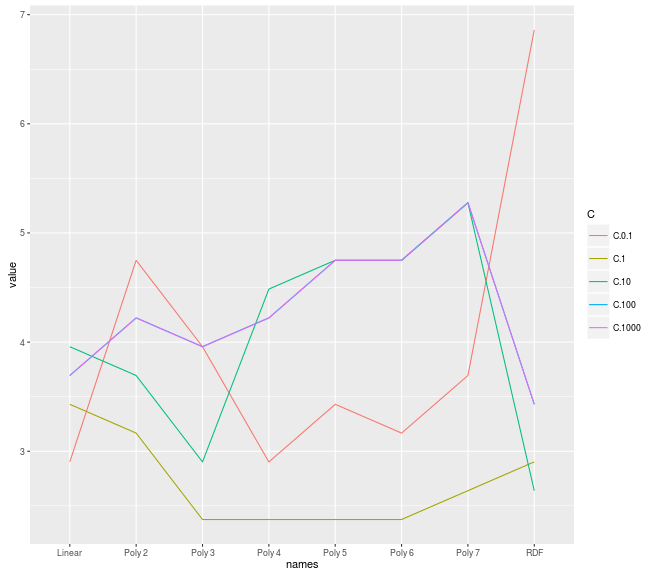 7
6
5
4
3
value
Linear
Poly 2
Poly 3
Poly 4
Poly 5
Poly 6
Poly 7
RDF
names
C
C.0.1
C.1
C.10
C.100
C.1000